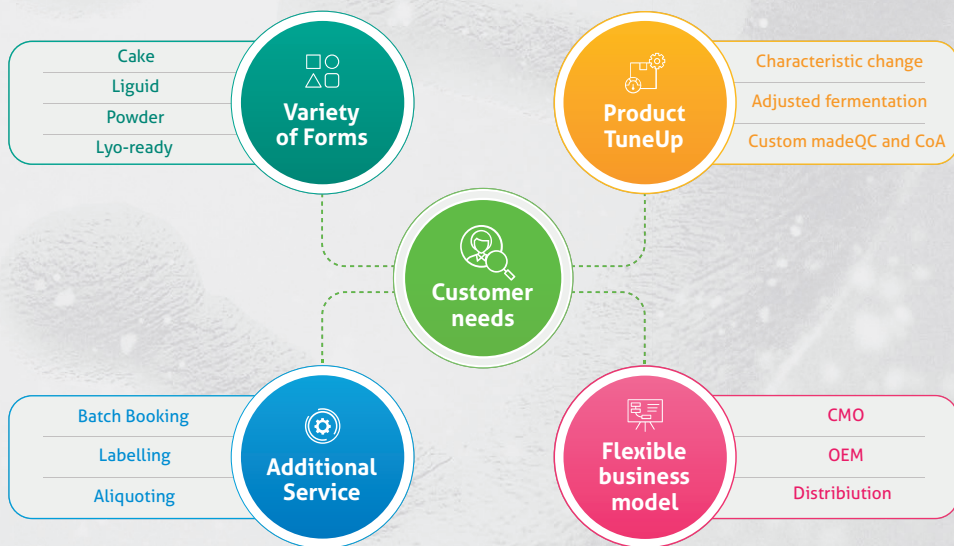 Cake
Liguid
Powder
Lyo-ready
Variety
of Forms
Product
TuneUp
Characteristic change
Adjusted fermentation
Custom madeQC and CoA
Customer
needs
Batch Booking
Labelling
Aliquoting
Additional
Service
Flexible
business
model
CMO
OEM
Distribiution